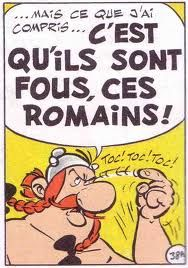 ...MAIS CE QUE J'AI
COMPRIS... C'EST
QU'ILS SONT
FOUS, CES
ROMAINS!
TOC! TOC! TOC!